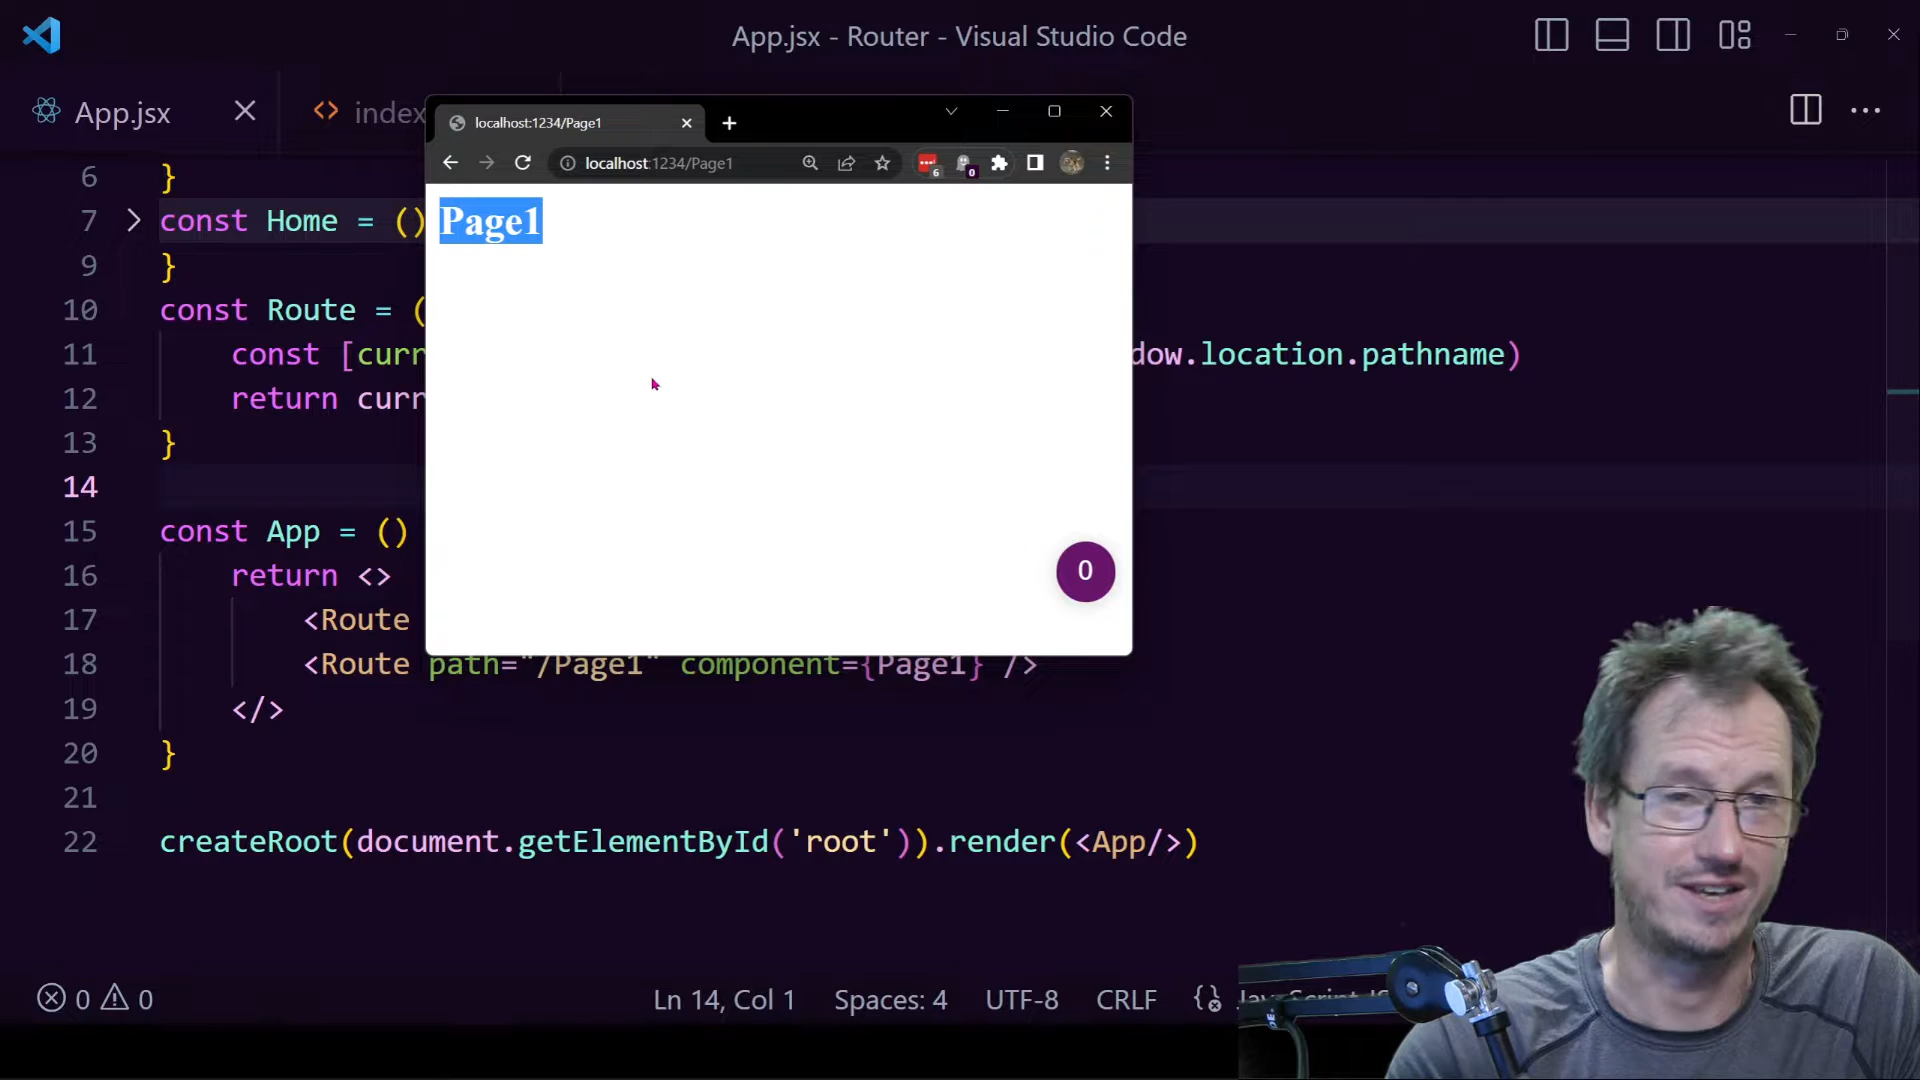 App.jsx - Router - Visual Studio Code
App.jsx
index
localhost:1234/Page1
localhost:1234/Page1
6
0
Page1
0
6 }
7 const Home = ()
9 }
10 const Route = (
11 const [curr dow.location.pathname)
12 return curr
13 }
14
15 const App = ()
16 return <>
17 <Route
18 <Route path="/Page1" component={Page1} />
19 </>
20 }
21
22 createRoot(document.getElementById('root')).render(<App/>)
0 0
Ln 14, Col 1 Spaces: 4 UTF-8 CRLF